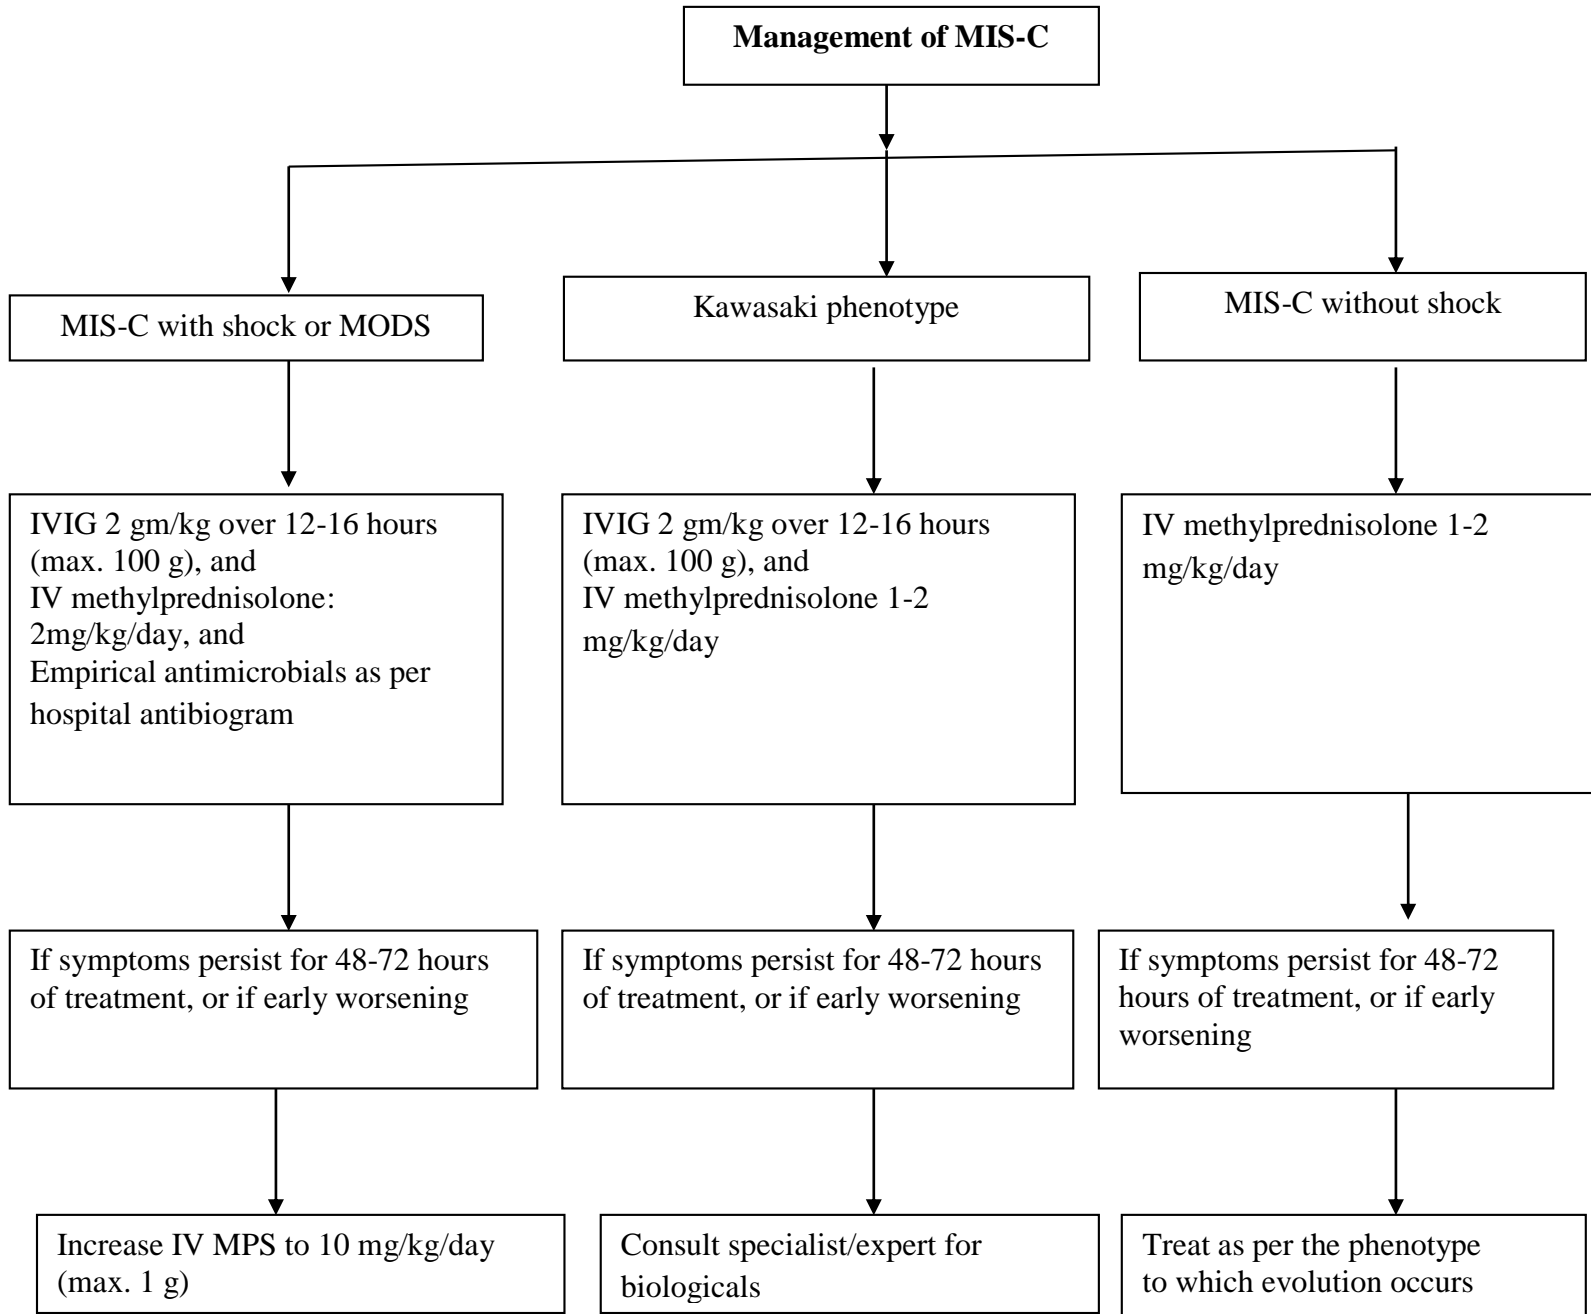 Management of MIS-C
MIS-C with shock or MODS
Kawasaki phenotype
MIS-C without shock
IVIG 2 gm/kg over 12-16 hours
(max. 100 g), and
IV methylprednisolone:
2mg/kg/day, and
Empirical antimicrobials as per
hospital antibiogram
IVIG 2 gm/kg over 12-16 hours
(max. 100 g), and
IV methylprednisolone 1-2
mg/kg/day
IV methylprednisolone 1-2
mg/kg/day
If symptoms persist for 48-72 hours
of treatment, or if early worsening
If symptoms persist for 48-72 hours
of treatment, or if early worsening
If symptoms persist for 48-72
hours of treatment, or if early
worsening
Increase IV MPS to 10 mg/kg/day
(max. 1 g)
Consult specialist/expert for
biologicals
Treat as per the phenotype
to which evolution occurs